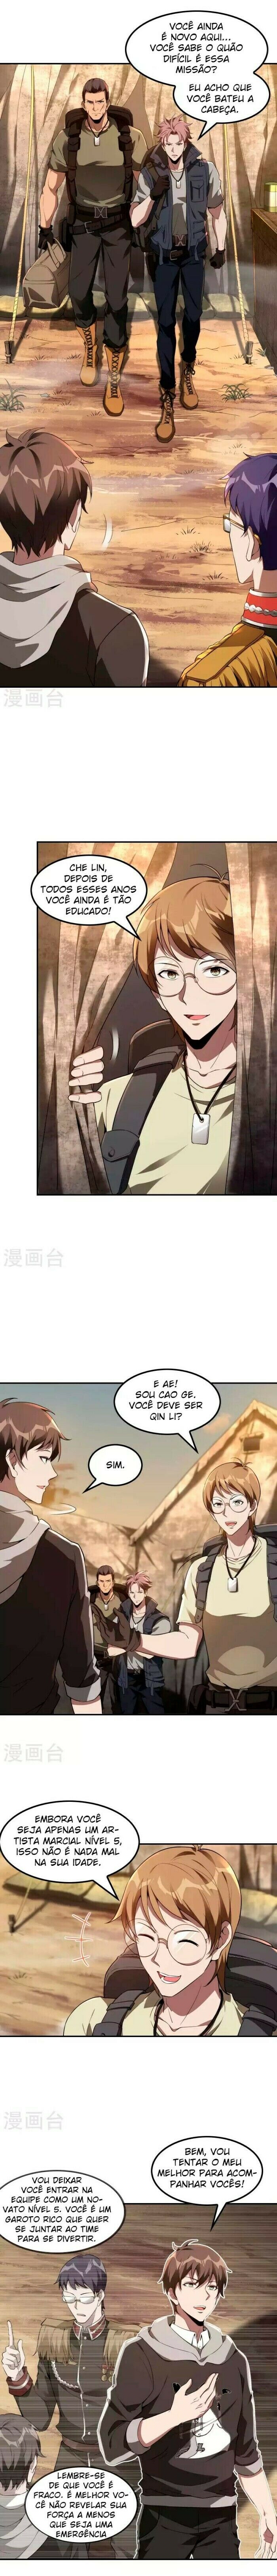 VOCÊ AINDA
É NOVO AQUI...
VOCÊ SABE O QUÃO
DIFÍCIL É ESSA
MISSÃO?
EU ACHO QUE
VOCÊ BATEU A
CABEÇA.
漫画台
CHE LIN,
DEPOIS DE
TODOS ESSES ANOS
VOCÊ AINDA É TÃO
EDUCADO!
漫画台
E AE!
SOU CAO GE.
VOCÊ DEVE SER
QIN LI?
SIM.
漫画台
EMBORA VOCÊ
SEJA APENAS UM AR-
TISTA MARCIAL NÍVEL 5,
ISSO NÃO É NADA MAL
NA SUA IDADE.
漫画台
BEM, VOU
TENTAR O MEU
MELHOR PARA ACOM-
PANHAR VOCÊS!
VOU DEIXAR
VOCÊ ENTRAR NA
EQUIPE COMO UM NO-
VATO NÍVEL 5. VOCÊ É UM
GAROTO RICO QUE QUER
SE JUNTAR AO TIME
PARA SE DIVERTIR.
LEMBRE-SE
DE QUE VOCÊ É
FRACO. É MELHOR VO-
CÊ NÃO REVELAR SUA
FORÇA A MENOS
QUE SEJA UMA
EMERGÊNCIA